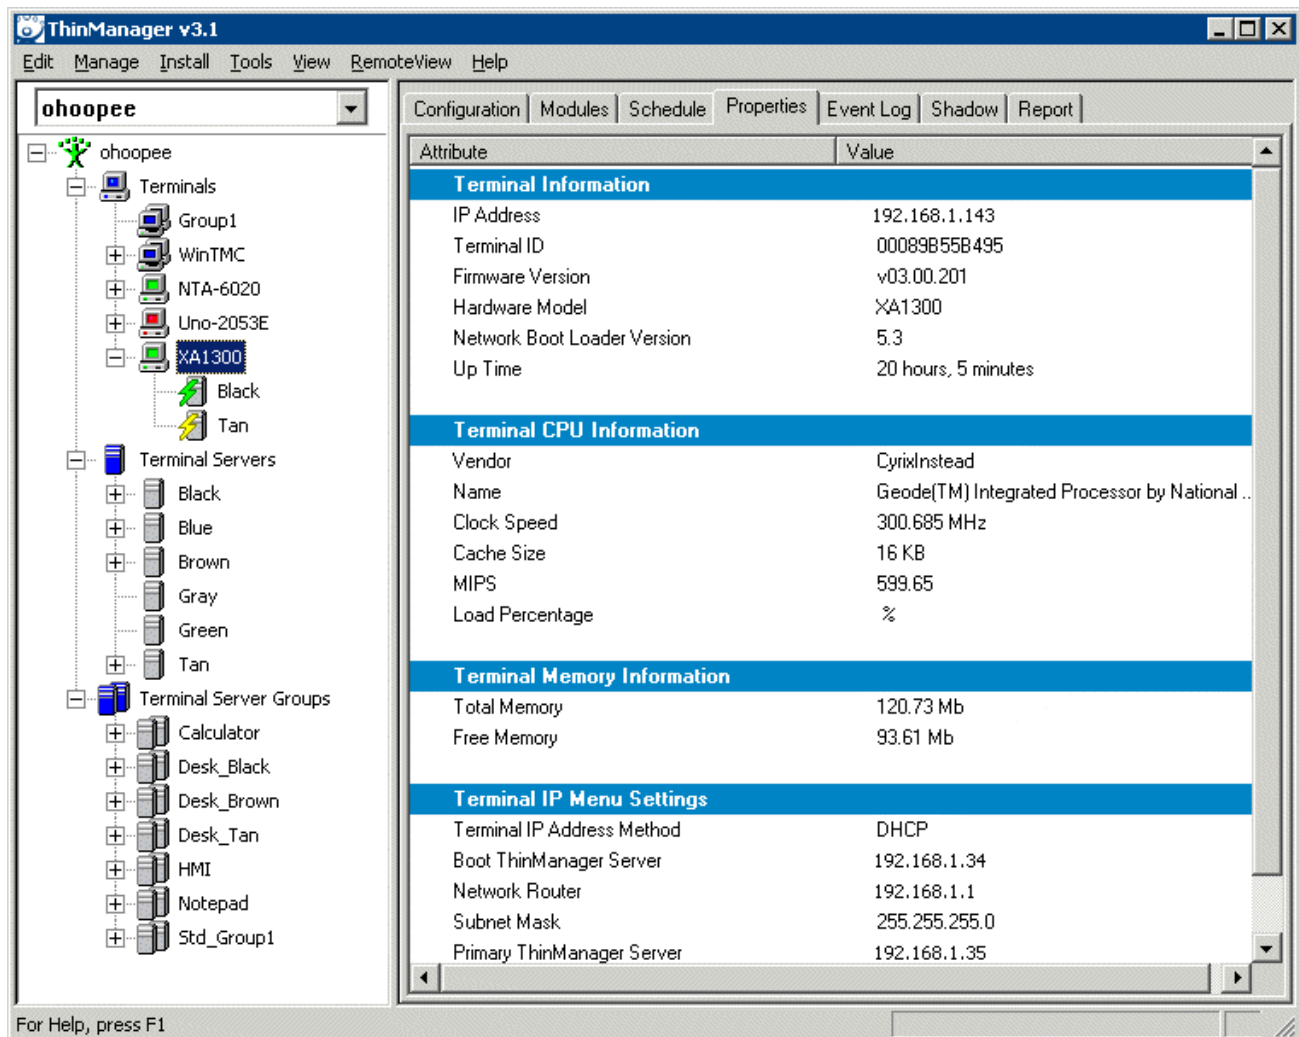 ThinManager v3.1
Edit Manage Install Tools View RemoteView Help
ohoopee
ohoopee
Terminals
Group1
WinTMC
NTA-6020
Uno-2053E
XA1300
Black
Tan
Terminal Servers
Black
Blue
Brown
Gray
Green
Tan
Terminal Server Groups
Calculator
Desk_Black
Desk_Brown
Desk_Tan
HMI
Notepad
Std_Group1
Configuration Modules Schedule Properties Event Log Shadow Report
Attribute Value
Terminal Information
IP Address 192.168.1.143
Terminal ID 00089B55B495
Firmware Version v03.00.201
Hardware Model XA1300
Network Boot Loader Version 5.3
Up Time 20 hours, 5 minutes
Terminal CPU Information
Vendor CyrixInstead
Name Geode(TM) Integrated Processor by National ..
Clock Speed 300.685 MHz
Cache Size 16 KB
MIPS 599.65
Load Percentage %
Terminal Memory Information
Total Memory 120.73 Mb
Free Memory 93.61 Mb
Terminal IP Menu Settings
Terminal IP Address Method DHCP
Boot ThinManager Server 192.168.1.34
Network Router 192.168.1.1
Subnet Mask 255.255.255.0
Primary ThinManager Server 192.168.1.35
For Help, press F1